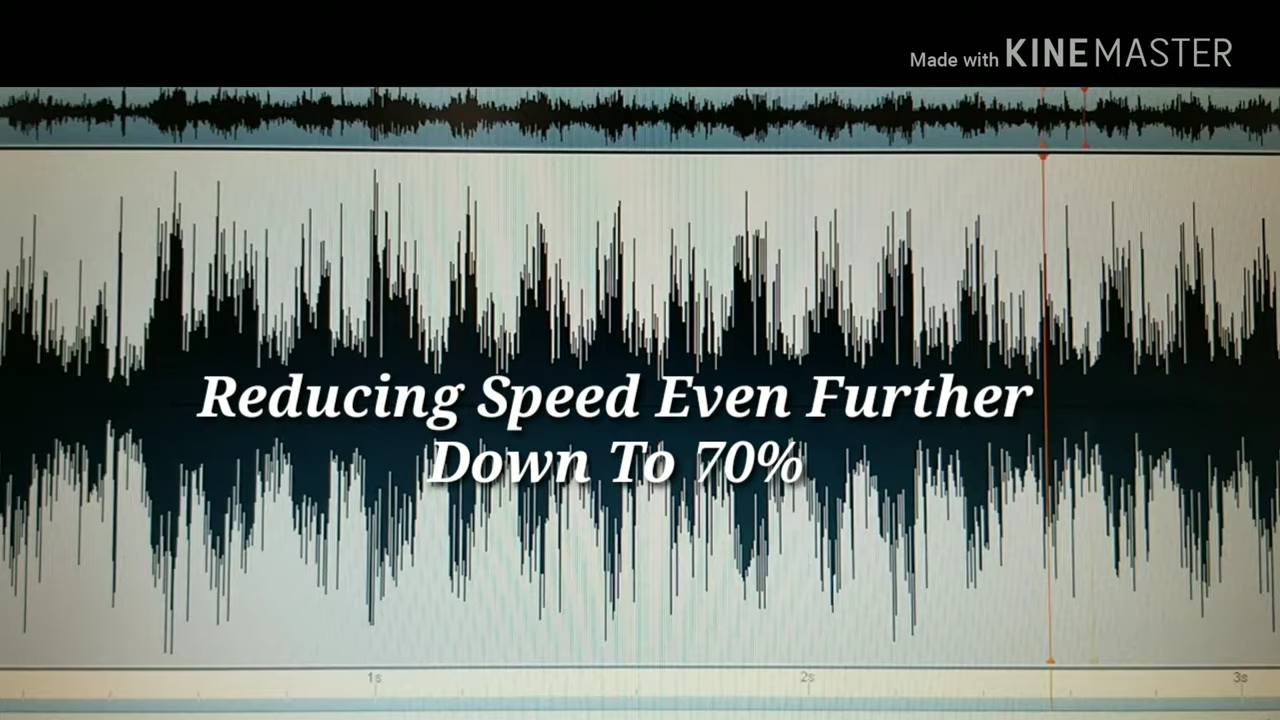 Made with KINEMASTER
Reducing Speed Even Further
Down To 70%
1s
2s
3s